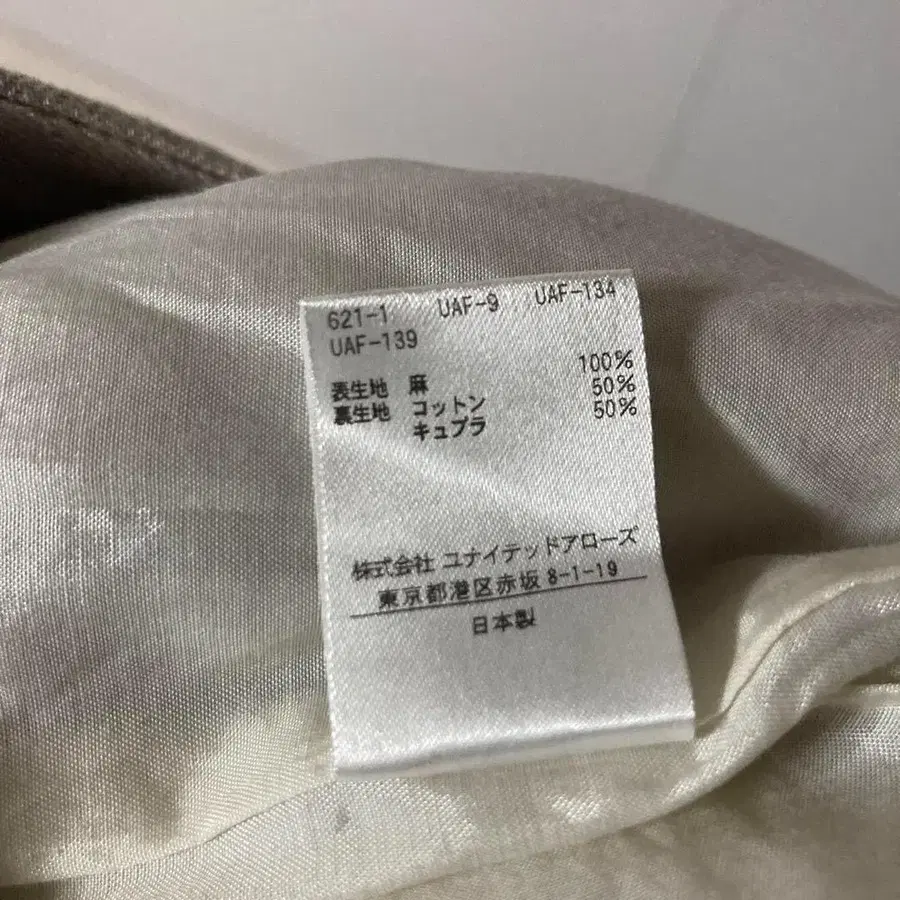 621-1 UAF-9 UAF-134
UAF-139
表生地 麻 100%
裏生地 コットン 50%
キュプラ 50%
株式会社 ユナイテッドアローズ
東京都港区赤坂 8-1-19
日本製